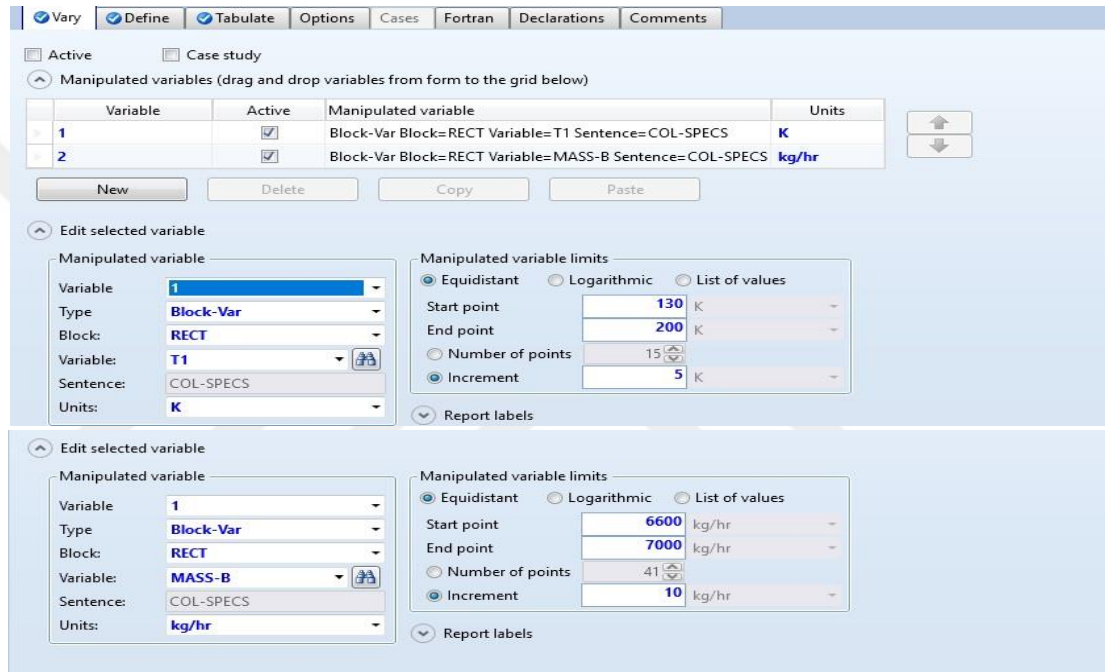 Vary Define Tabulate Options Cases Fortran Declarations Comments
Active Case study
Manipulated variables (drag and drop variables from form to the grid below)
Variable Active Manipulated variable Units
1 Block-Var Block=RECT Variable=T1 Sentence=COL-SPECS K
2 Block-Var Block=RECT Variable=MASS-B Sentence=COL-SPECS kg/hr
New Delete Copy Paste
Edit selected variable
Manipulated variable Manipulated variable limits
Variable 1 Equidistant Logarithmic List of values
Type Block-Var Start point 130 K
Block: RECT End point 200 K
Variable: T1 Number of points 15
Sentence: COL-SPECS Increment 5 K
Units: K Report labels
Edit selected variable
Manipulated variable Manipulated variable limits
Variable 1 Equidistant Logarithmic List of values
Type Block-Var Start point 6600 kg/hr
Block: RECT End point 7000 kg/hr
Variable: MASS-B Number of points 41
Sentence: COL-SPECS Increment 10 kg/hr
Units: kg/hr Report labels